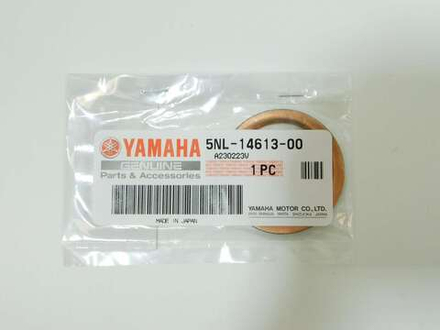 YAMAHA
GENUINE
Parts & Accessories
5NL-14613-00
A230223V
1 PC
MADE IN JAPAN
YAMAHA MOTOR CO., LTD.